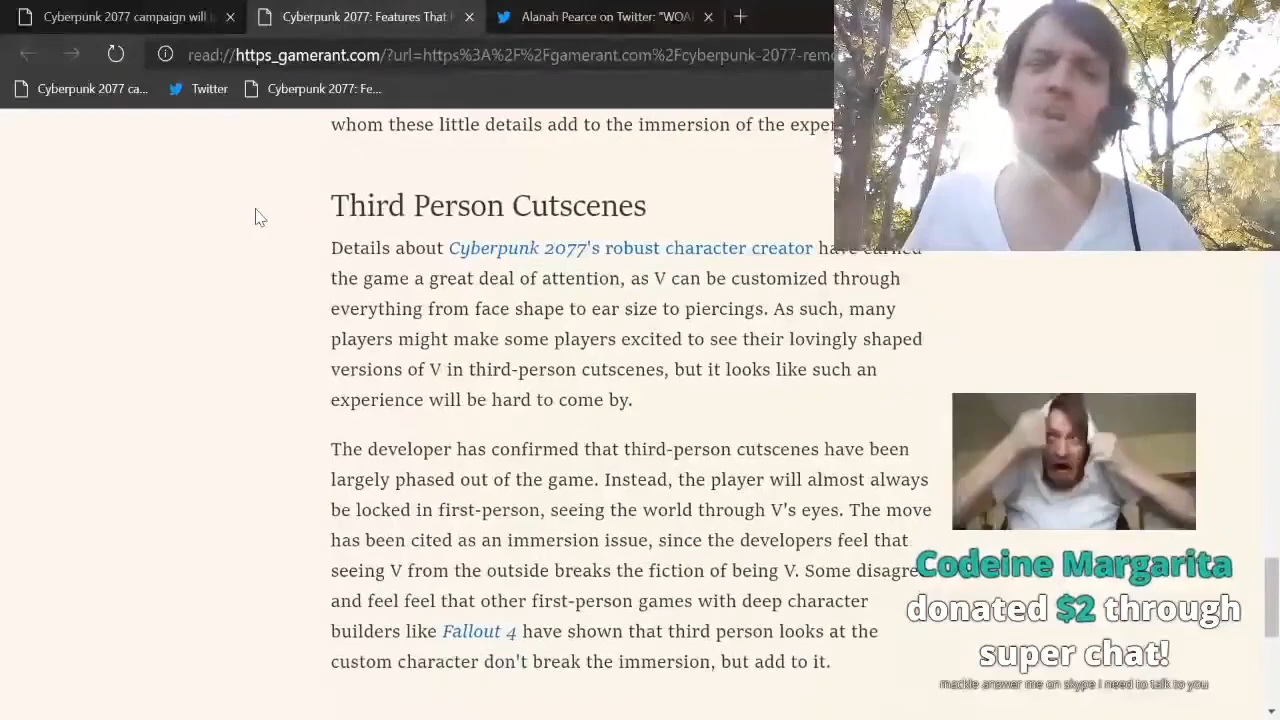 Cyberpunk 2077 campaign will
Cyberpunk 2077: Features That
Alanah Pearce on Twitter: "WOA
read://https_gamerant.com/?url=https%3A%2F%2Fgamerant.com%2Fcyberpunk-2077-remo
Cyberpunk 2077 ca...
Twitter
Cyberpunk 2077: Fe...
whom these little details add to the immersion of the exper
Third Person Cutscenes
Details about Cyberpunk 2077's robust character creator have earned
the game a great deal of attention, as V can be customized through
everything from face shape to ear size to piercings. As such, many
players might make some players excited to see their lovingly shaped
versions of V in third-person cutscenes, but it looks like such an
experience will be hard to come by.
The developer has confirmed that third-person cutscenes have been
largely phased out of the game. Instead, the player will almost always
be locked in first-person, seeing the world through V's eyes. The move
has been cited as an immersion issue, since the developers feel that
seeing V from the outside breaks the fiction of being V. Some disagre
and feel feel that other first-person games with deep character
builders like Fallout 4 have shown that third person looks at the
custom character don't break the immersion, but add to it.
Codeine Margarita
donated $2 through
super chat!
mackie answer me on skype i need to talk to you